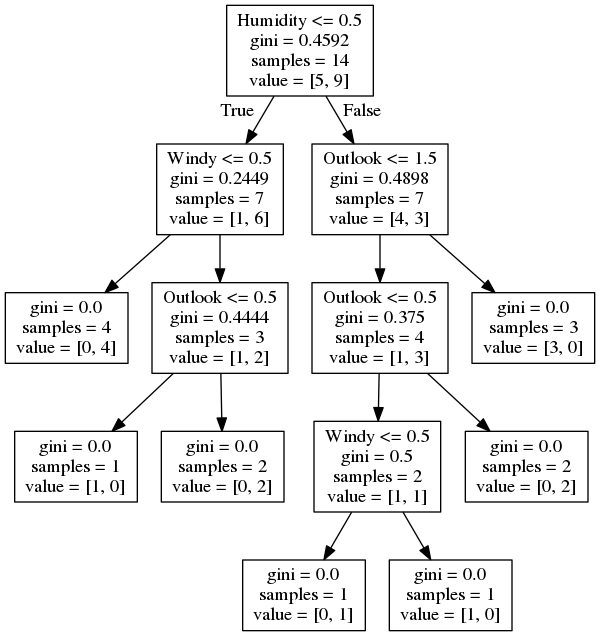 Humidity <= 0.5
gini = 0.4592
samples = 14
value = [5, 9]
True
False
Windy <= 0.5
gini = 0.2449
samples = 7
value = [1, 6]
Outlook <= 1.5
gini = 0.4898
samples = 7
value = [4, 3]
gini = 0.0
samples = 4
value = [0, 4]
Outlook <= 0.5
gini = 0.4444
samples = 3
value = [1, 2]
Outlook <= 0.5
gini = 0.375
samples = 4
value = [1, 3]
gini = 0.0
samples = 3
value = [3, 0]
gini = 0.0
samples = 1
value = [1, 0]
gini = 0.0
samples = 2
value = [0, 2]
Windy <= 0.5
gini = 0.5
samples = 2
value = [1, 1]
gini = 0.0
samples = 2
value = [0, 2]
gini = 0.0
samples = 1
value = [0, 1]
gini = 0.0
samples = 1
value = [1, 0]